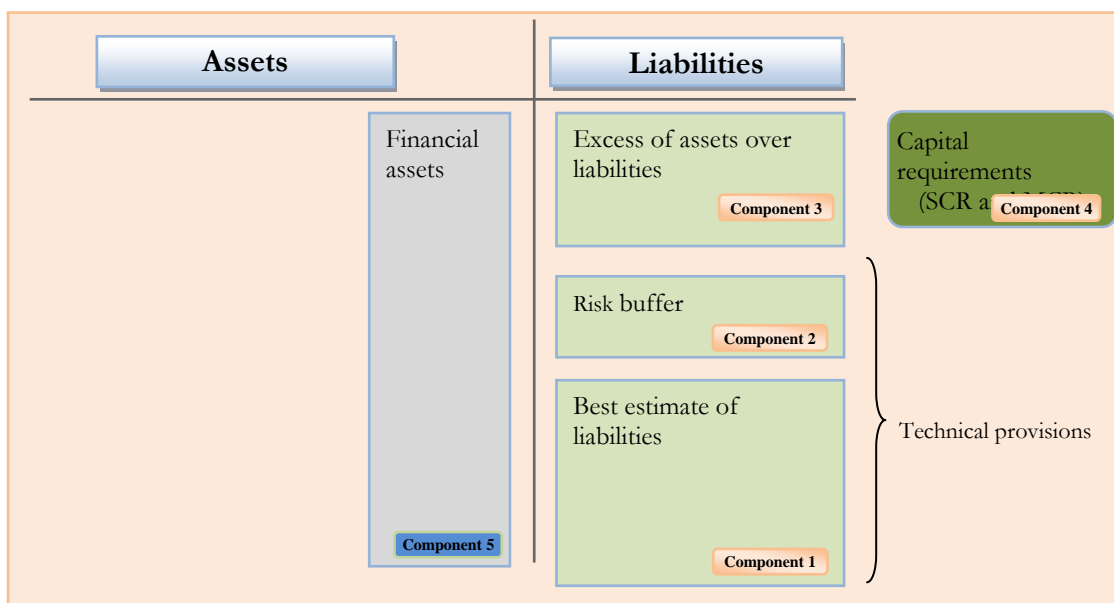 Assets
Liabilities
Financial
assets
Component 5
Excess of assets over
liabilities
Component 3
Risk buffer
Component 2
Best estimate of
liabilities
Component 1
Capital
requirements
(SCR
Component 4
Technical provisions